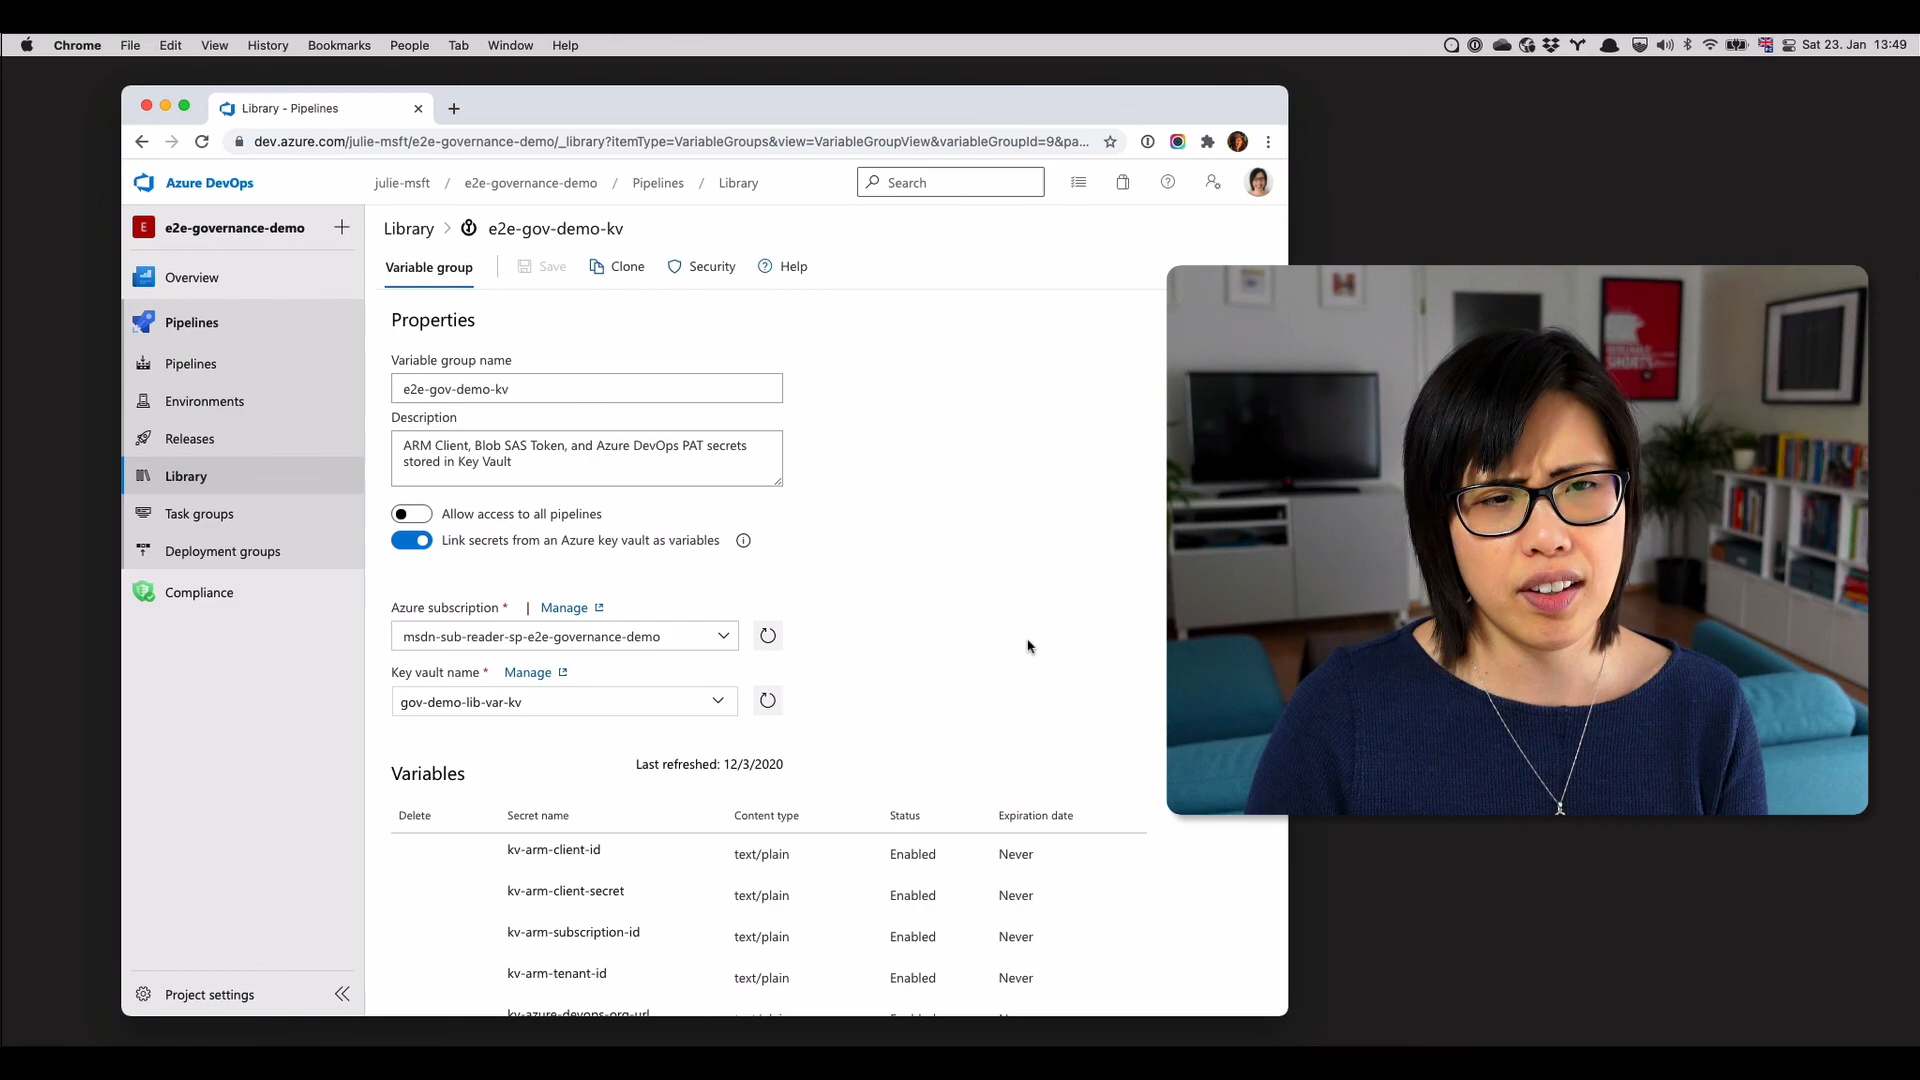 Chrome File Edit View History Bookmarks People Tab Window Help Sat 23. Jan 13:49
Library - Pipelines
dev.azure.com/julie-msft/e2e-governance-demo/_library?itemType=VariableGroups&view=VariableGroupView&variableGroupId=9&pa...
Azure DevOps julie-msft / e2e-governance-demo / Pipelines / Library Search
E e2e-governance-demo
Overview
Pipelines
Pipelines
Environments
Releases
Library
Task groups
Deployment groups
Compliance
Project settings
Library > e2e-gov-demo-kv
Variable group Save Clone Security Help
Properties
Variable group name
e2e-gov-demo-kv
Description
ARM Client, Blob SAS Token, and Azure DevOps PAT secrets
stored in Key Vault
Allow access to all pipelines
Link secrets from an Azure key vault as variables
Azure subscription * | Manage
msdn-sub-reader-sp-e2e-governance-demo
Key vault name * Manage
gov-demo-lib-var-kv
Variables Last refreshed: 12/3/2020
Delete Secret name Content type Status Expiration date
kv-arm-client-id text/plain Enabled Never
kv-arm-client-secret text/plain Enabled Never
kv-arm-subscription-id text/plain Enabled Never
kv-arm-tenant-id text/plain Enabled Never
kv-azure-devops-org-url
SHORTS